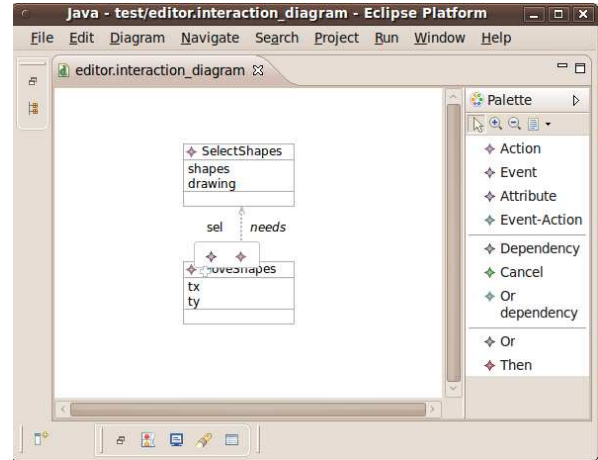 Java - test/editor.interaction_diagram - Eclipse Platform
File Edit Diagram Navigate Search Project Run Window Help
editor.interaction_diagram
Palette
SelectShapes
shapes
drawing
sel needs
MoveShapes
tx
ty
Action
Event
Attribute
Event-Action
Dependency
Cancel
Or
dependency
Or
Then